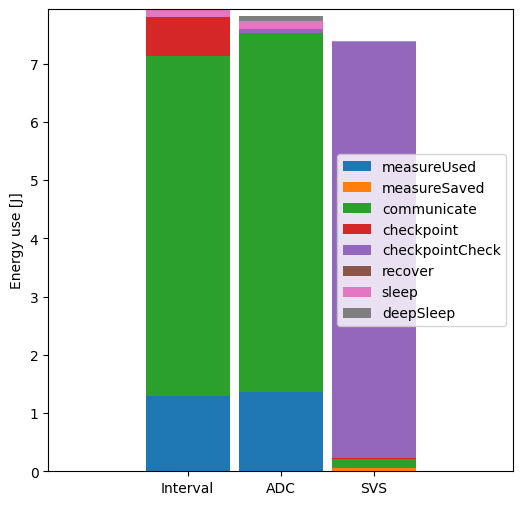 Energy use [J]
7
6
5
4
3
2
1
0
measureUsed
measureSaved
communicate
checkpoint
checkpointCheck
recover
sleep
deepSleep
Interval ADC SVS